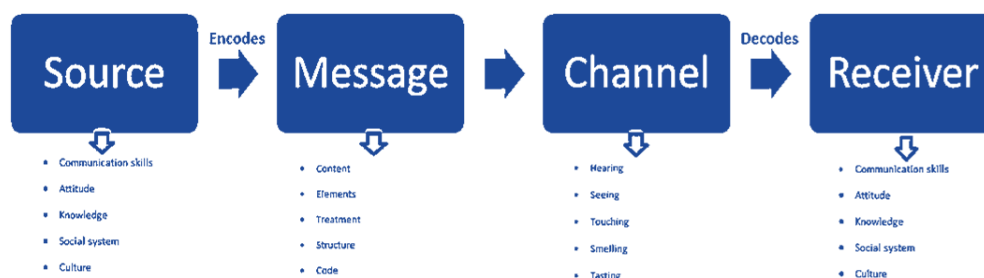 Encodes
Decodes
Source
Message
Channel
Receiver
Communication skills
Attitude
Knowledge
Social system
Culture
Content
Elements
Treatment
Structure
Code
Hearing
Seeing
Touching
Smelling
Tasting
Communication skills
Attitude
Knowledge
Social system
Culture